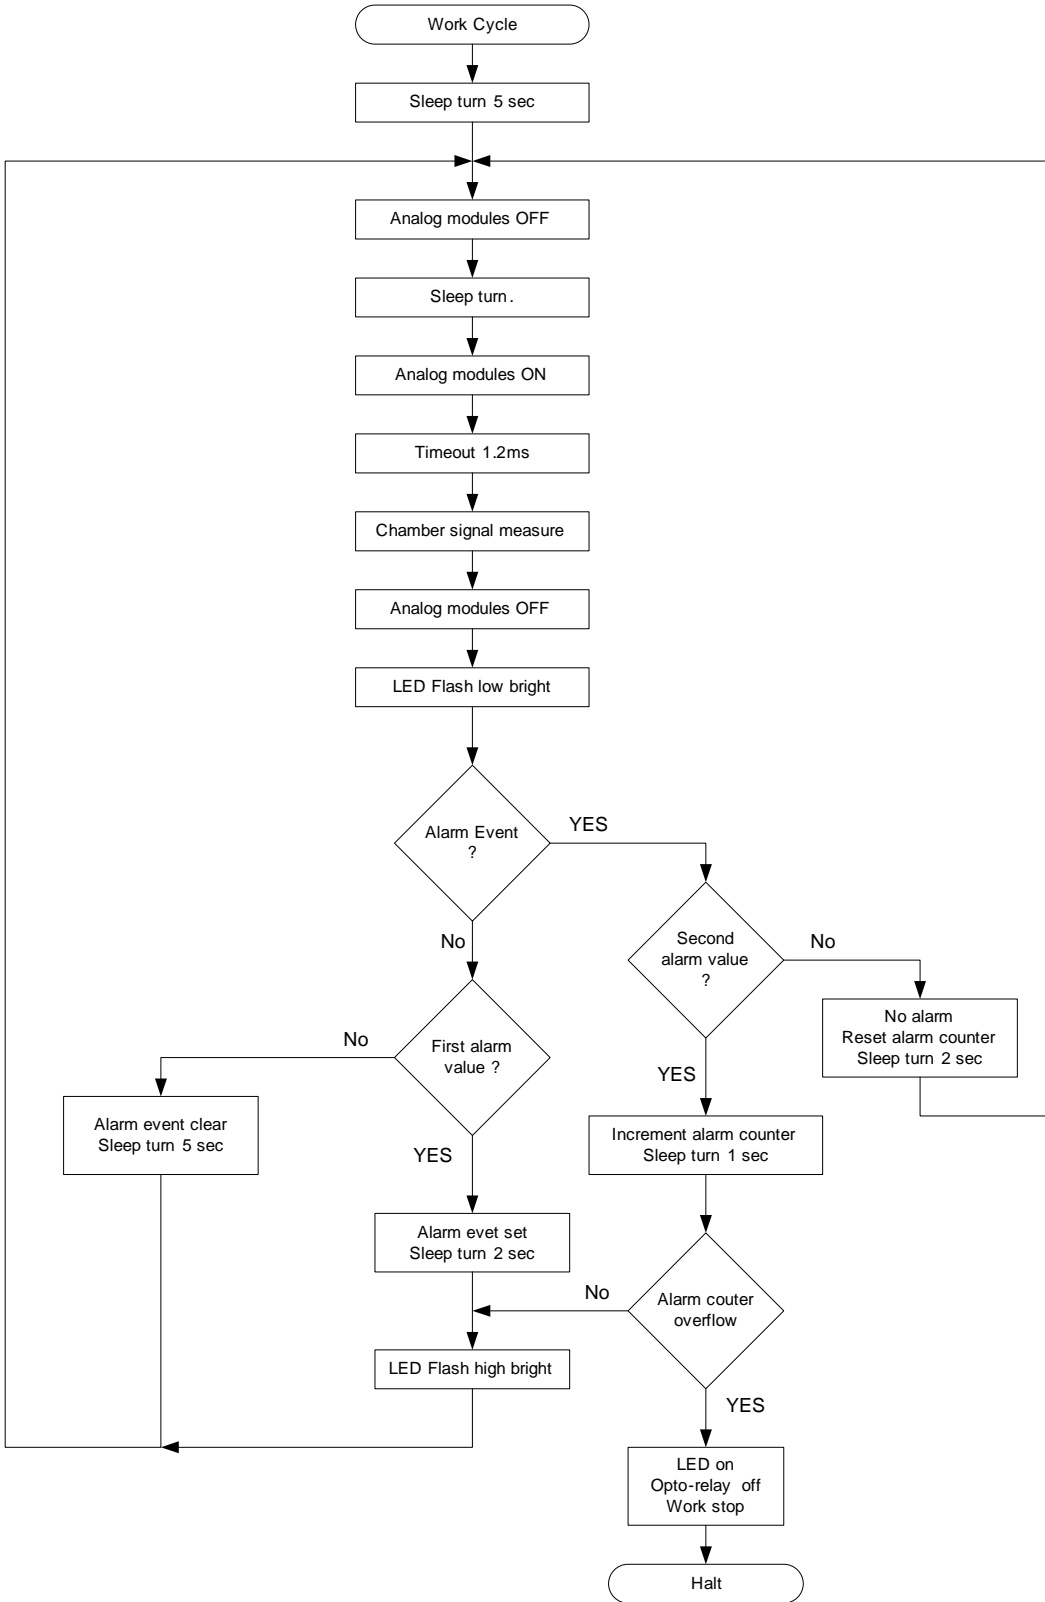 Work Cycle
Sleep turn 5 sec
Analog modules OFF
Sleep turn.
Analog modules ON
Timeout 1.2ms
Chamber signal measure
Analog modules OFF
LED Flash low bright
Alarm Event
?
YES
No
Second
alarm value
?
No
No alarm
Reset alarm counter
Sleep turn 2 sec
First alarm
value ?
No
YES
Alarm event clear
Sleep turn 5 sec
Increment alarm counter
Sleep turn 1 sec
YES
Alarm evet set
Sleep turn 2 sec
No
Alarm couter
overflow
LED Flash high bright
YES
LED on
Opto-relay off
Work stop
Halt